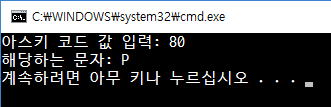 C:₩WINDOWS₩system32₩cmd.exe
아스키 코드 값 입력: 80
해당하는 문자: P
계속하려면 아무 키나 누르십시오 . . .